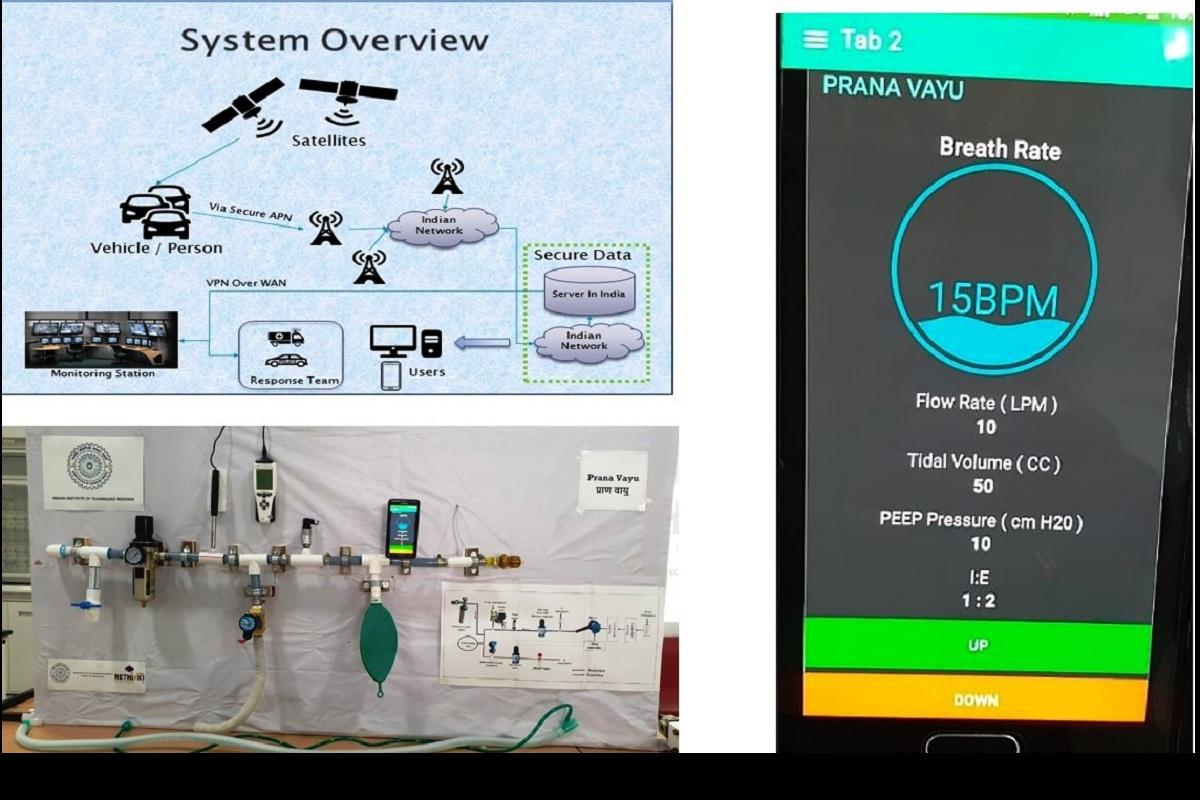 System Overview
Satellites
Vehicle / Person
Via Secure APN
Indian
Network
Secure Data
Server In India
Indian
Network
VPN Over WAN
Monitoring Station
Response Team
Users
INDIAN INSTITUTE OF TECHNOLOGY ROORKEE
Prana Vayu
प्राण वायु
Tab 2
PRANA VAYU
Breath Rate
15BPM
Flow Rate ( LPM )
10
Tidal Volume ( CC )
50
PEEP Pressure ( cm H20 )
10
I:E
1 : 2
UP
DOWN